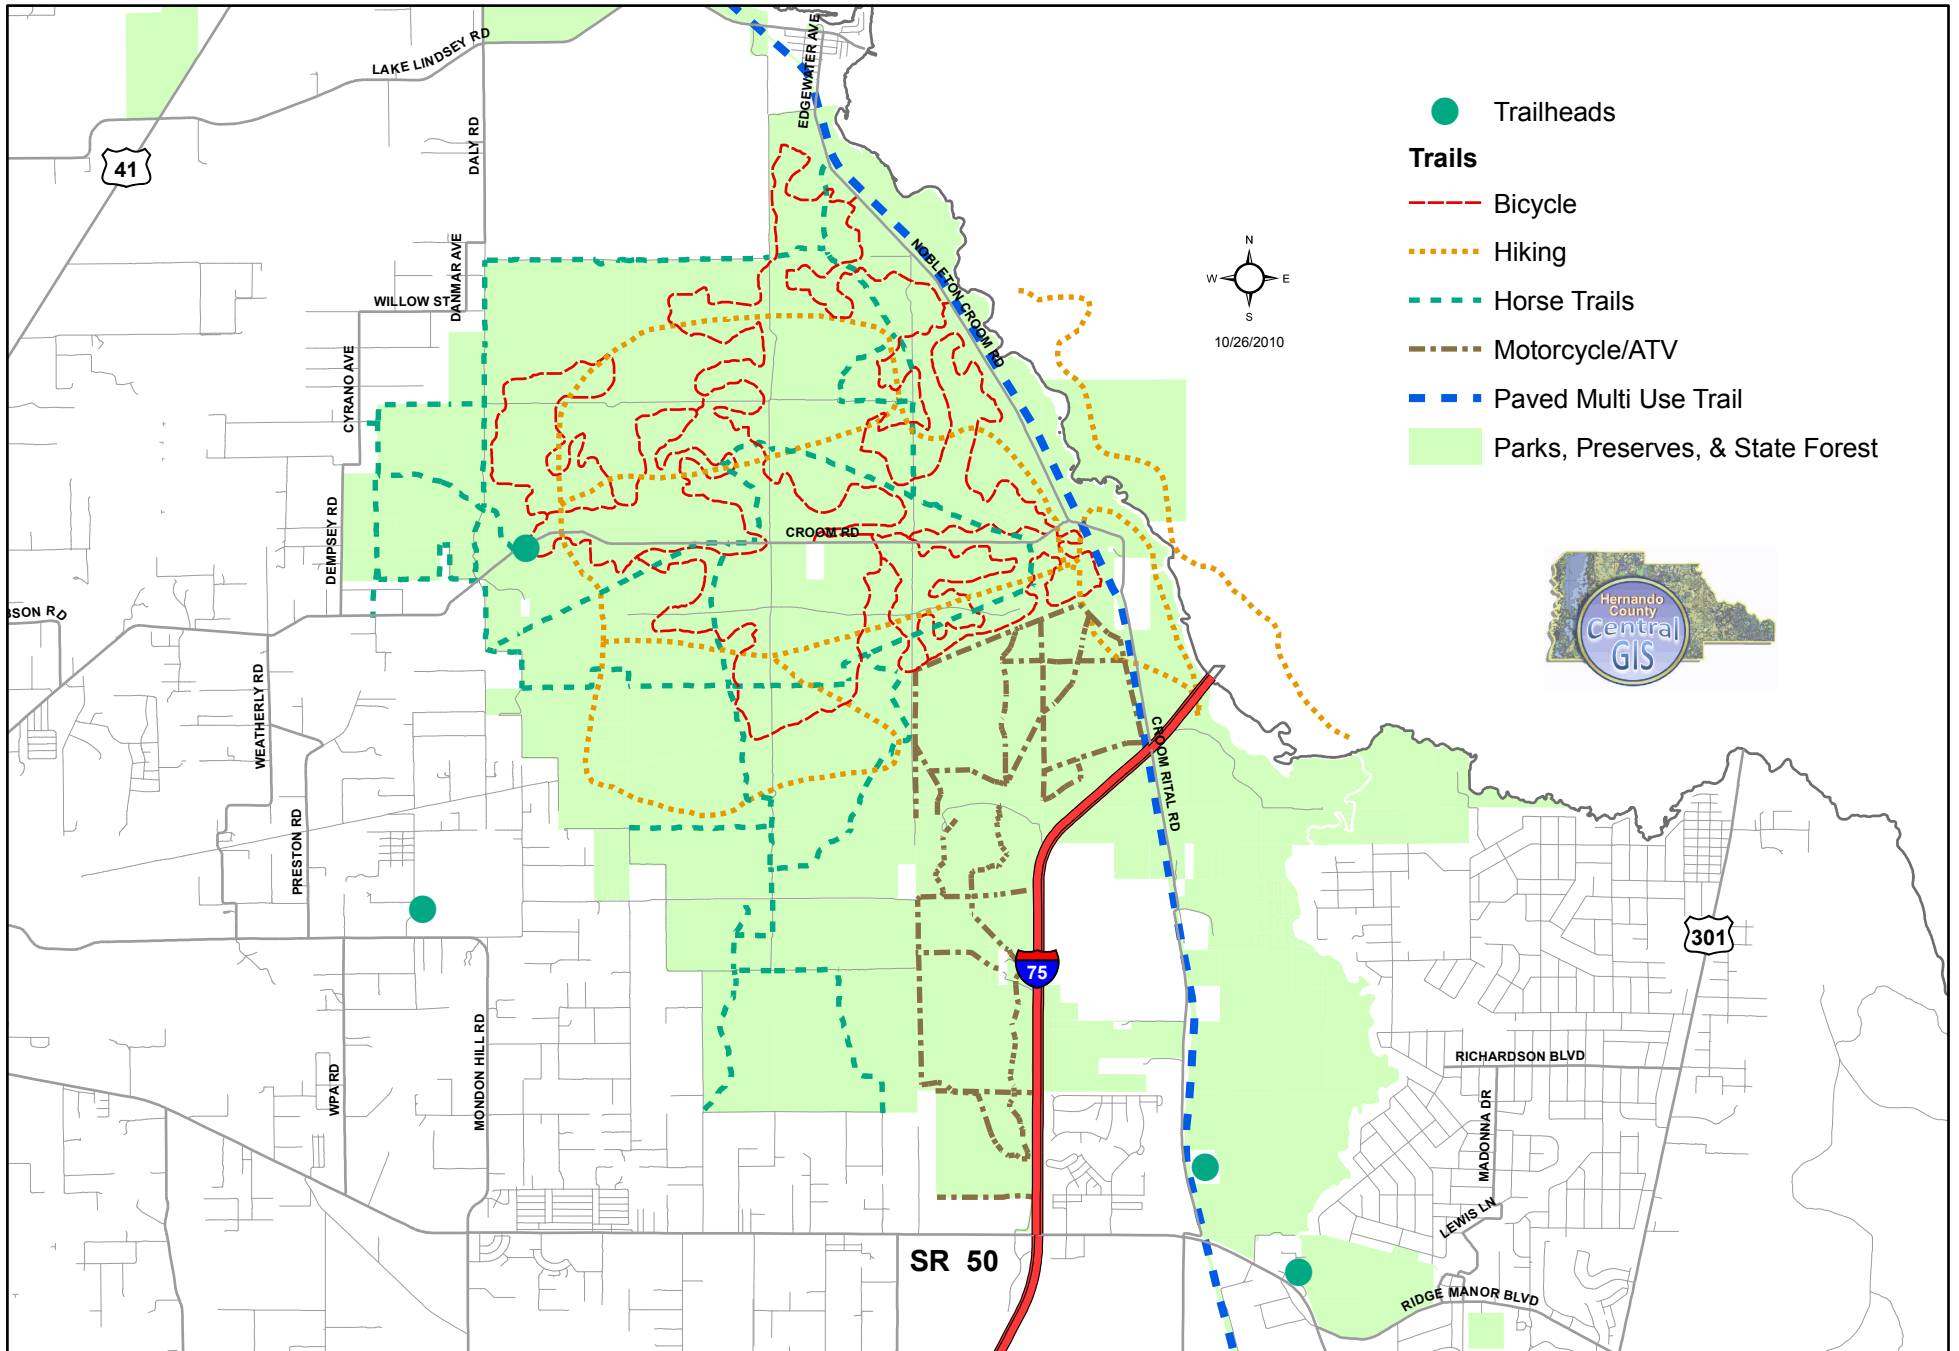 LAKE LINDSEY RD
EDGEWATER AVE
41
DALY RD
Trailheads
Trails
Bicycle
Hiking
Horse Trails
Motorcycle/ATV
Paved Multi Use Trail
Parks, Preserves, & State Forest
N
W E
S
10/26/2010
DANMAR AVE
WILLOW ST
NOBLETON CROOM RD
CYRANO AVE
DEMPSEY RD
CROOM RD
Hernando
County
Central
GIS
BSON RD
WEATHERLY RD
CROOM RITAL RD
PRESTON RD
301
75
WPA RD
MONDON HILL RD
RICHARDSON BLVD
MADONNA DR
LEWIS LN
SR 50
RIDGE MANOR BLVD